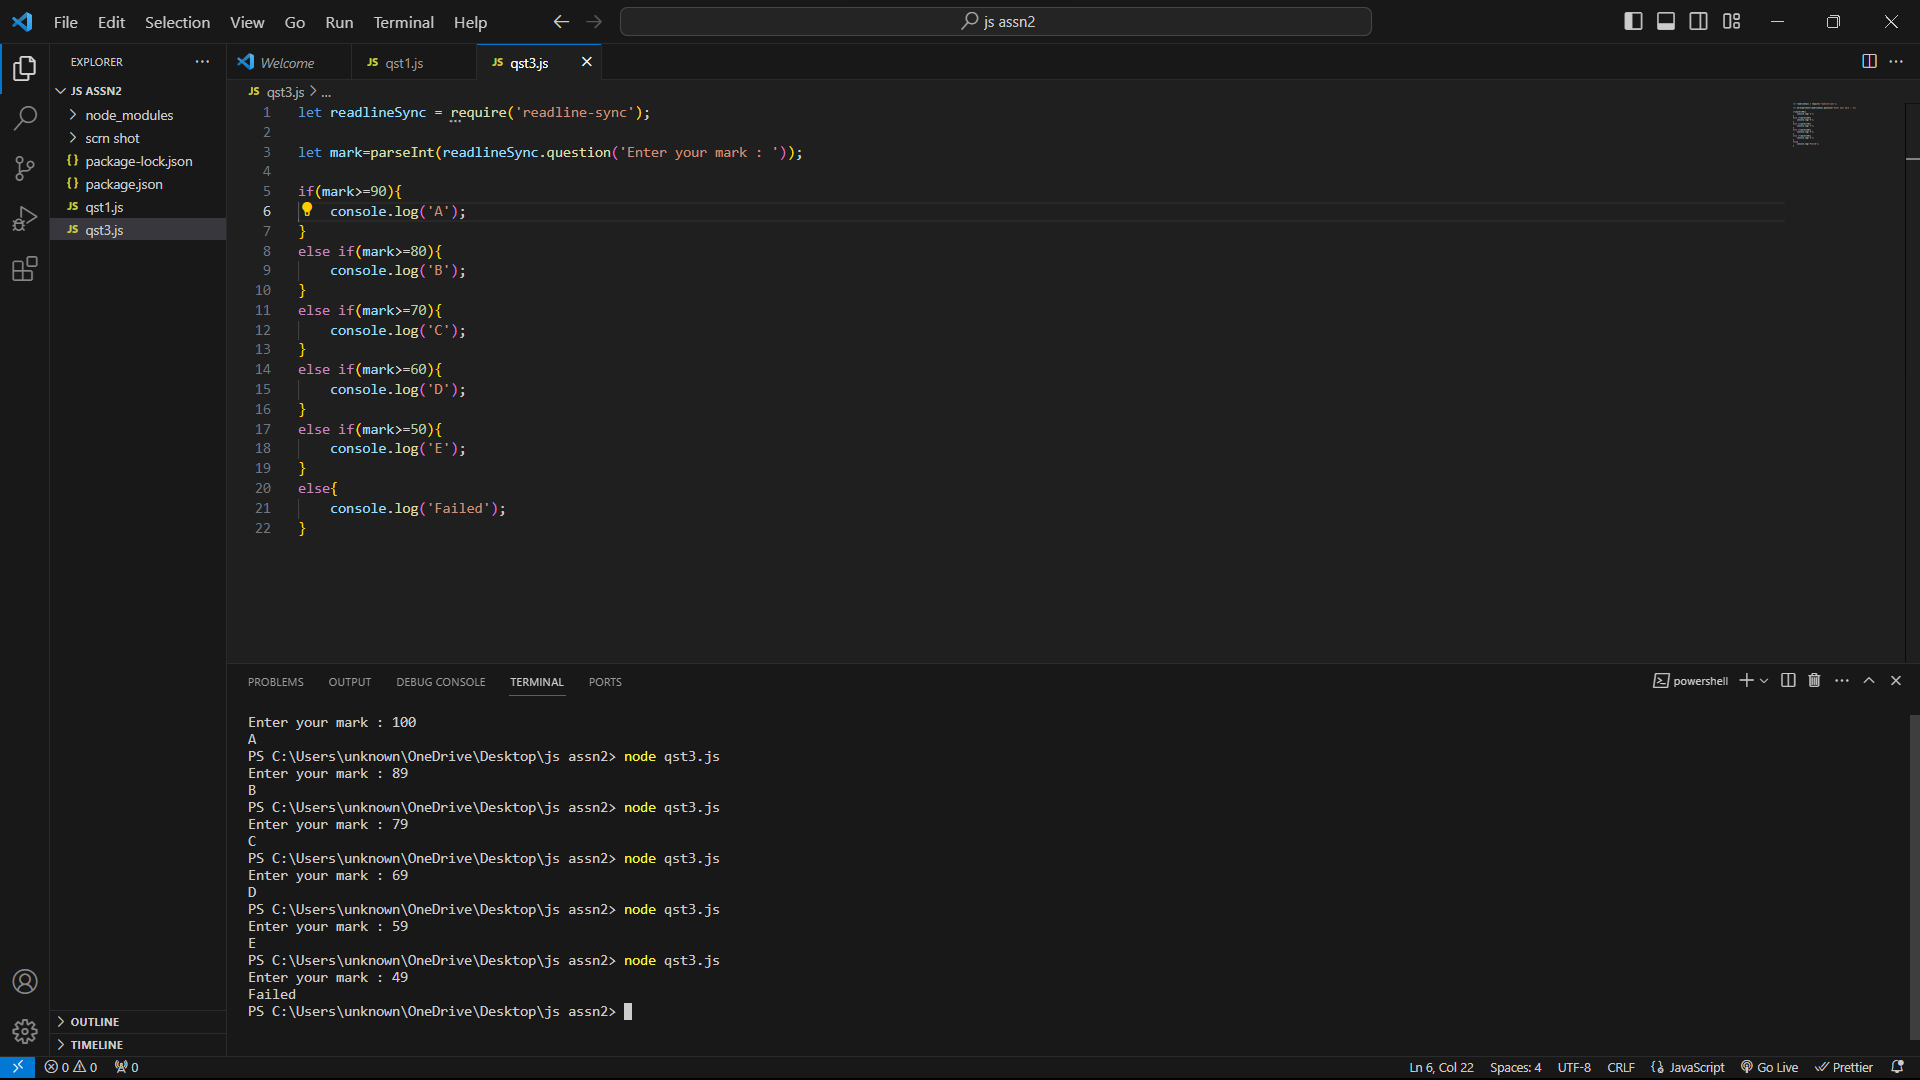 File Edit Selection View Go Run Terminal Help
js assn2
EXPLORER
JS ASSN2
node_modules
scrn shot
{} package-lock.json
{} package.json
JS qst1.js
JS qst3.js
OUTLINE
TIMELINE
Welcome JS qst1.js JS qst3.js
JS qst3.js > ...
1 let readlineSync = require('readline-sync');
2
3 let mark=parseInt(readlineSync.question('Enter your mark : '));
4
5 if(mark>=90){
6     console.log('A');
7 }
8 else if(mark>=80){
9     console.log('B');
10 }
11 else if(mark>=70){
12     console.log('C');
13 }
14 else if(mark>=60){
15     console.log('D');
16 }
17 else if(mark>=50){
18     console.log('E');
19 }
20 else{
21     console.log('Failed');
22 }
PROBLEMS OUTPUT DEBUG CONSOLE TERMINAL PORTS
powershell
Enter your mark : 100
A
PS C:\Users\unknown\OneDrive\Desktop\js assn2> node qst3.js
Enter your mark : 89
B
PS C:\Users\unknown\OneDrive\Desktop\js assn2> node qst3.js
Enter your mark : 79
C
PS C:\Users\unknown\OneDrive\Desktop\js assn2> node qst3.js
Enter your mark : 69
D
PS C:\Users\unknown\OneDrive\Desktop\js assn2> node qst3.js
Enter your mark : 59
E
PS C:\Users\unknown\OneDrive\Desktop\js assn2> node qst3.js
Enter your mark : 49
Failed
PS C:\Users\unknown\OneDrive\Desktop\js assn2>
0 0 0 Ln 6, Col 22 Spaces: 4 UTF-8 CRLF {} JavaScript Go Live Prettier